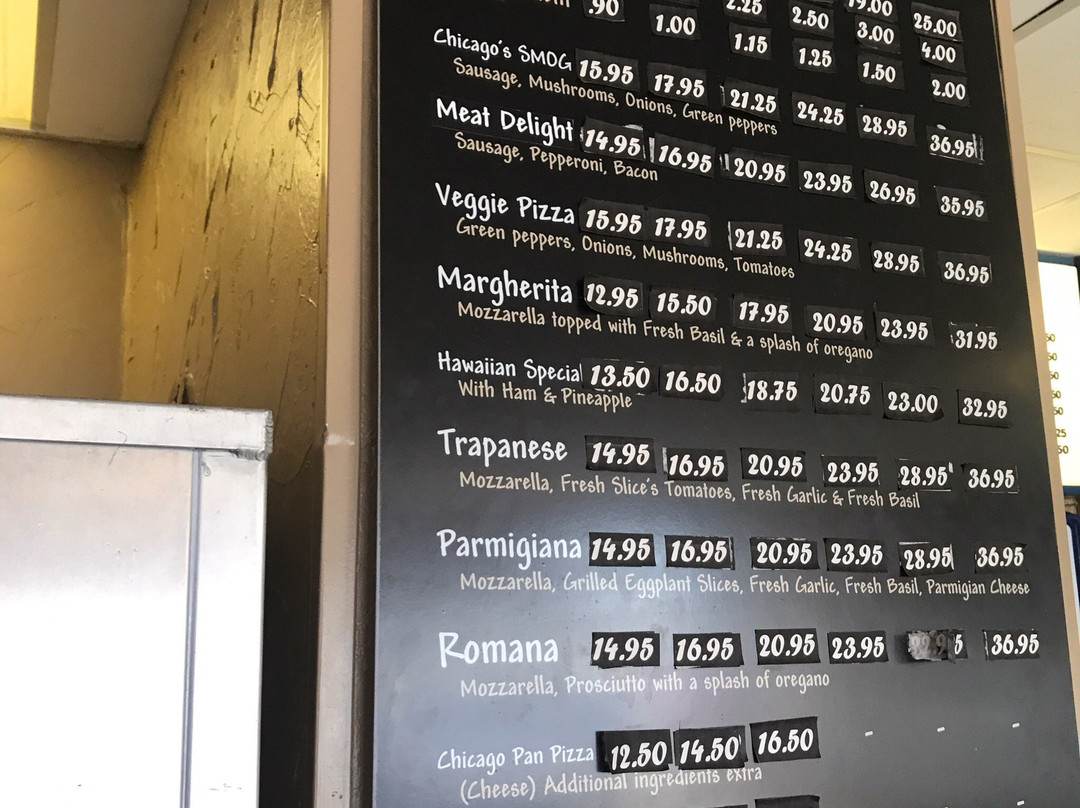 .90 1.00 1.15 1.25 1.50 2.00
2.25 2.50 3.00 4.00
19.00 25.00
Chicago's SMOG 15.95 17.95 21.25 24.25 28.95 36.95
Sausage, Mushrooms, Onions, Green peppers
Meat Delight 14.95 16.95 20.95 23.95 26.95 35.95
Sausage, Pepperoni, Bacon
Veggie Pizza 15.95 17.95 21.25 24.25 28.95 36.95
Green peppers, Onions, Mushrooms, Tomatoes
Margherita 12.95 15.50 17.95 20.95 23.95 31.95
Mozzarella topped with Fresh Basil & a splash of oregano
Hawaiian Special 13.50 16.50 18.75 20.75 23.00 32.95
With Ham & Pineapple
Trapanese 14.95 16.95 20.95 23.95 28.95 36.95
Mozzarella, Fresh Slice's Tomatoes, Fresh Garlic & Fresh Basil
Parmigiana 14.95 16.95 20.95 23.95 28.95 36.95
Mozzarella, Grilled Eggplant Slices, Fresh Garlic, Fresh Basil, Parmigian Cheese
Romana 14.95 16.95 20.95 23.95 36.95
Mozzarella, Prosciutto with a splash of oregano
Chicago Pan Pizza 12.50 14.50 16.50 - - -
(Cheese) Additional ingredients extra